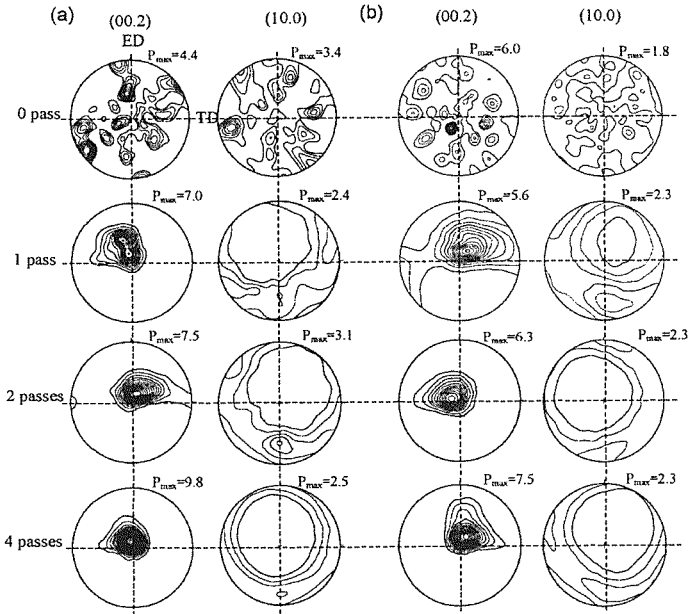 (a) (00.2) (10.0) (b) (00.2) (10.0)
ED
P_max=4.4 P_max=3.4 P_max=6.0 P_max=1.8
0 pass TD
P_max=7.0 P_max=2.4 P_max=5.6 P_max=2.3
1 pass
P_max=7.5 P_max=3.1 P_max=6.3 P_max=2.3
2 passes
P_max=9.8 P_max=2.5 P_max=7.5 P_max=2.3
4 passes